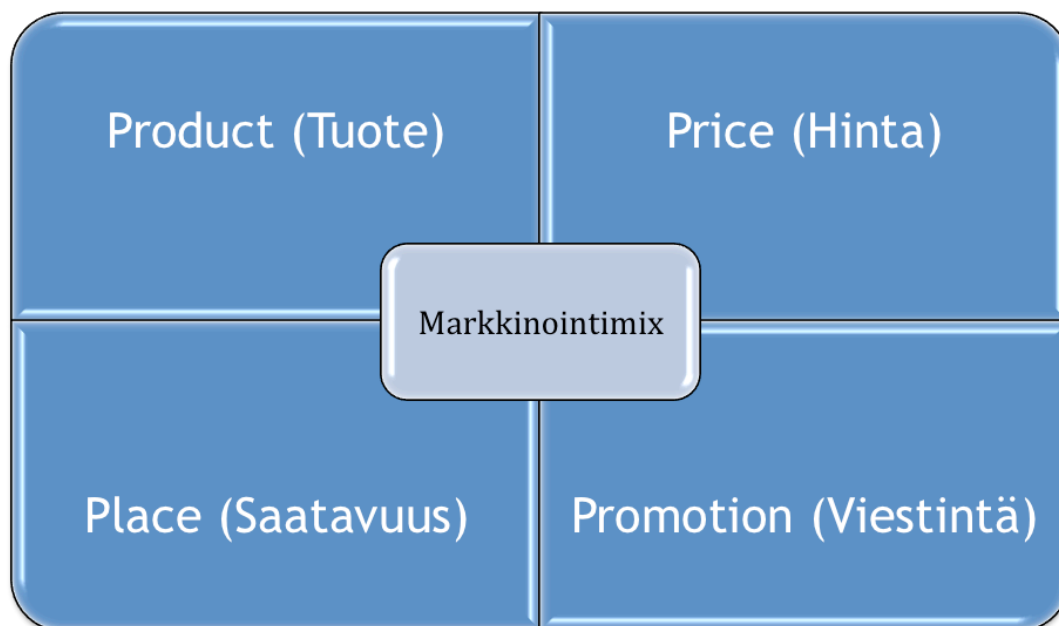 Product (Tuote)
Price (Hinta)
Markkinointimix
Place (Saatavuus)
Promotion (Viestintä)